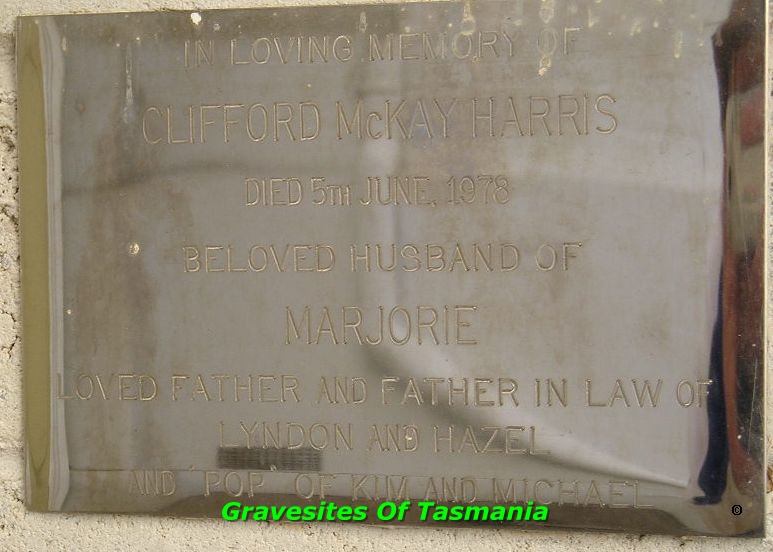 IN LOVING MEMORY OF
CLIFFORD McKAY HARRIS
DIED 5TH JUNE, 1978
BELOVED HUSBAND OF
MARJORIE
LOVED FATHER AND FATHER IN LAW OF
LYNDON AND HAZEL
AND 'POP' OF KIM AND MICHAEL
Gravesites Of Tasmania
©